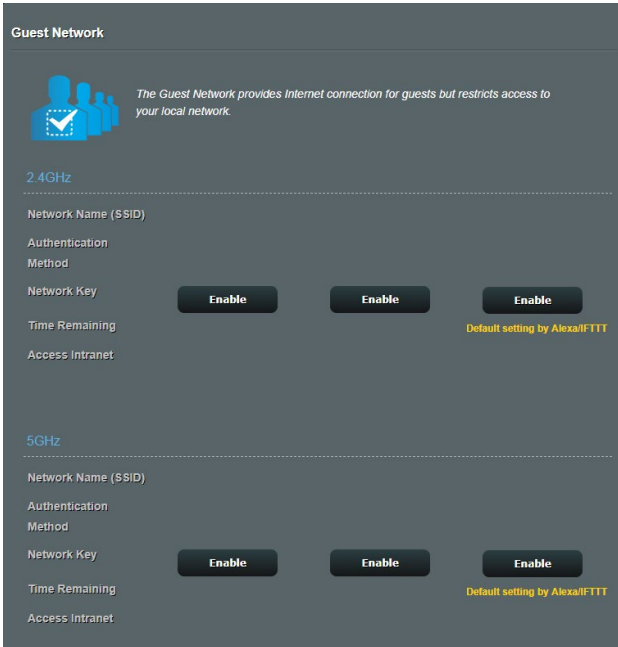 Guest Network
The Guest Network provides Internet connection for guests but restricts access to
your local network.
2.4GHz
Network Name (SSID)
Authentication
Method
Network Key
Enable
Enable
Enable
Time Remaining
Default setting by Alexa/IFTTT
Access Intranet
5GHz
Network Name (SSID)
Authentication
Method
Network Key
Enable
Enable
Enable
Time Remaining
Default setting by Alexa/IFTTT
Access Intranet